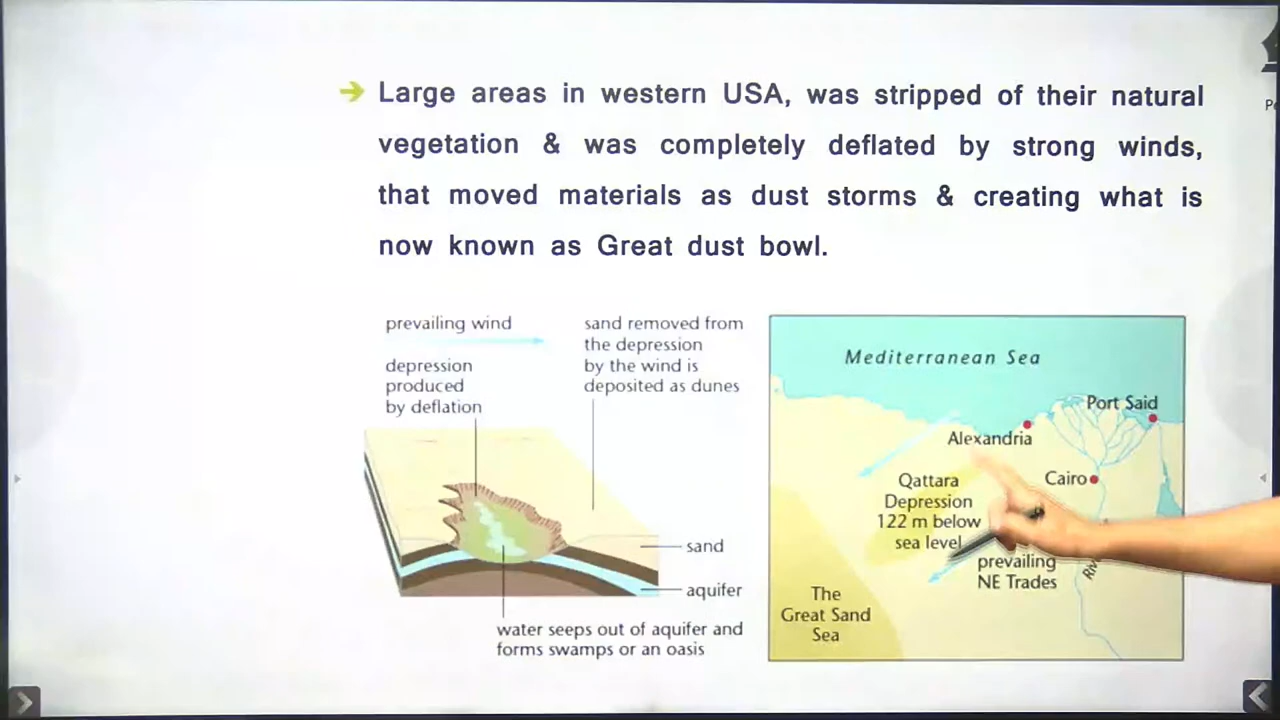 Large areas in western USA, was stripped of their natural
vegetation & was completely deflated by strong winds,
that moved materials as dust storms & creating what is
now known as Great dust bowl.
prevailing wind
depression
produced
by deflation
sand removed from
the depression
by the wind is
deposited as dunes
sand
aquifer
water seeps out of aquifer and
forms swamps or an oasis
Mediterranean Sea
Port Said
Alexandria
Cairo
Qattara
Depression
122 m below
sea level
prevailing
NE Trades
The
Great Sand
Sea